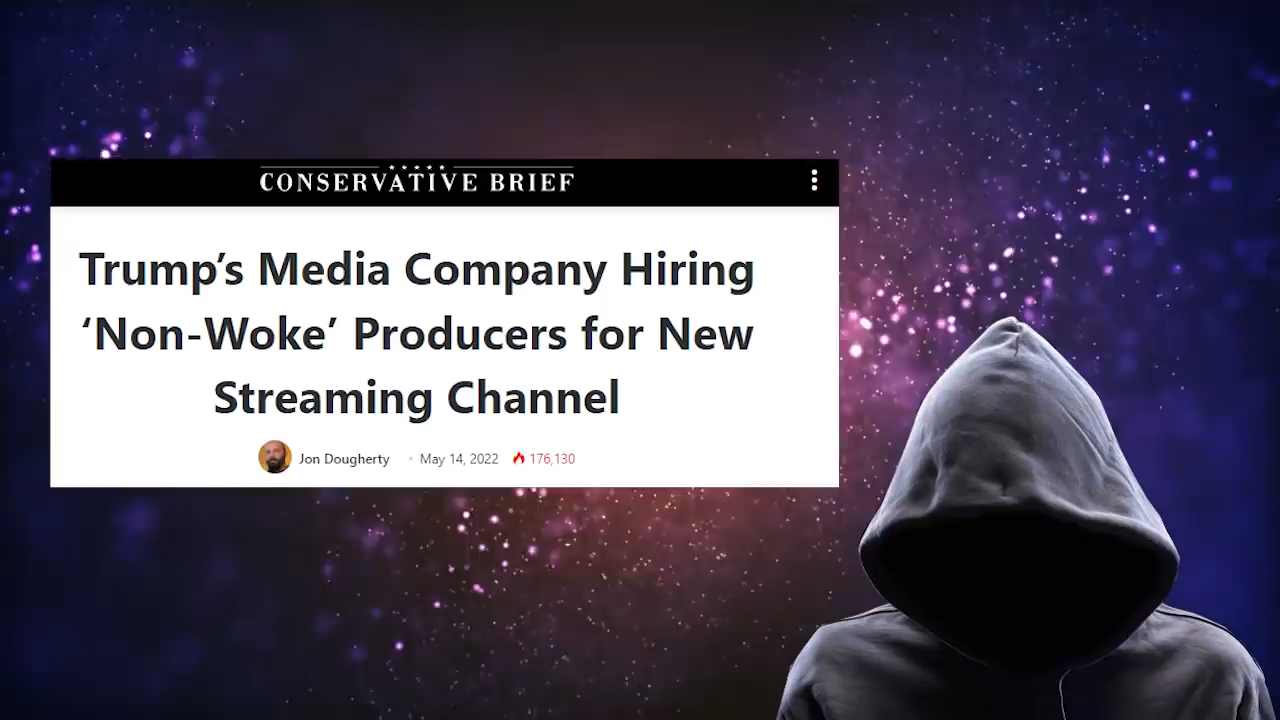 CONSERVATIVE BRIEF
Trump’s Media Company Hiring
‘Non-Woke’ Producers for New
Streaming Channel
Jon Dougherty • May 14, 2022 176,130